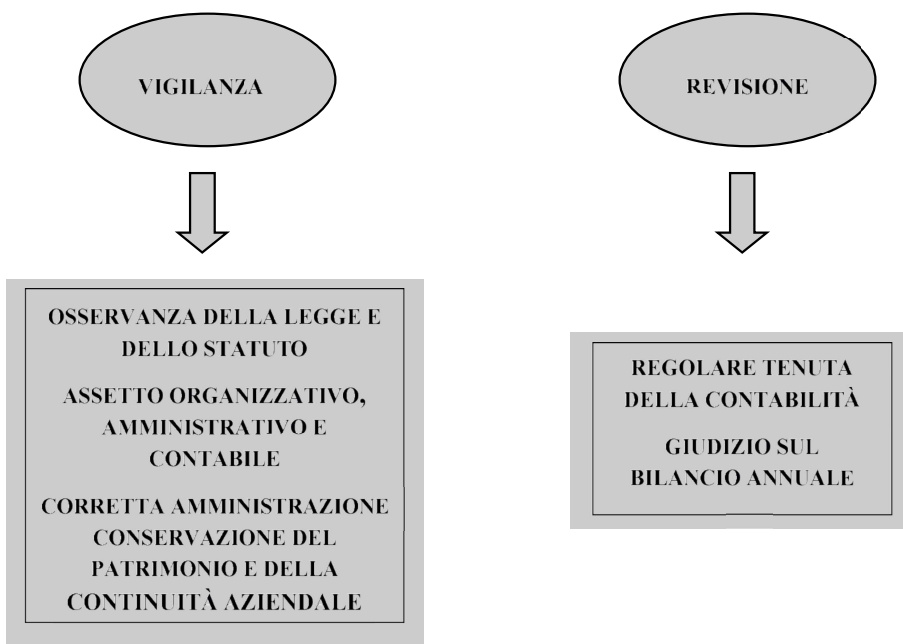 VIGILANZA
OSSERVANZA DELLA LEGGE E
DELLO STATUTO
ASSETTO ORGANIZZATIVO,
AMMINISTRATIVO E
CONTABILE
CORRETTA AMMINISTRAZIONE
CONSERVAZIONE DEL
PATRIMONIO E DELLA
CONTINUITÀ AZIENDALE
REVISIONE
REGOLARE TENUTA
DELLA CONTABILITÀ
GIUDIZIO SUL
BILANCIO ANNUALE